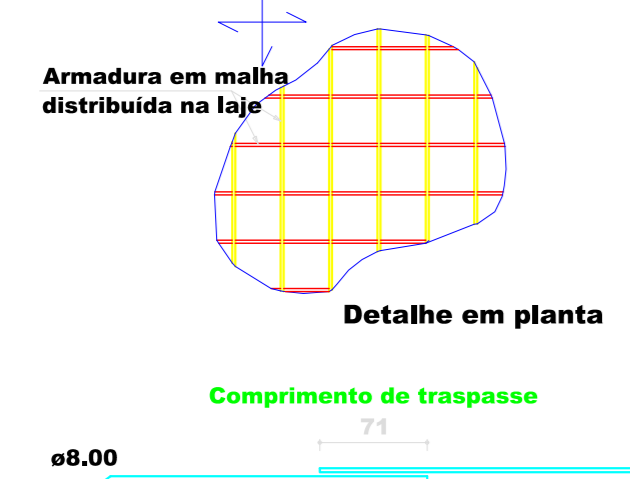 Armadura em malha
distribuída na laje
Detalhe em planta
Comprimento de traspasse
71
ø8.00